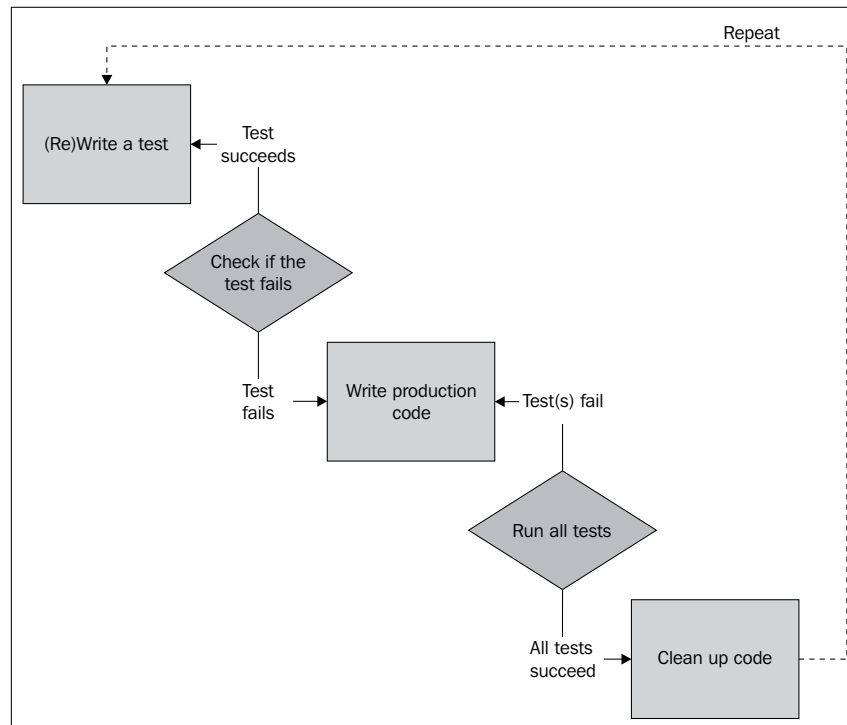 Repeat
(Re)Write a test
Test
succeeds
Check if the
test fails
Test
fails
Write production
code
Test(s) fail
Run all tests
All tests
succeed
Clean up code